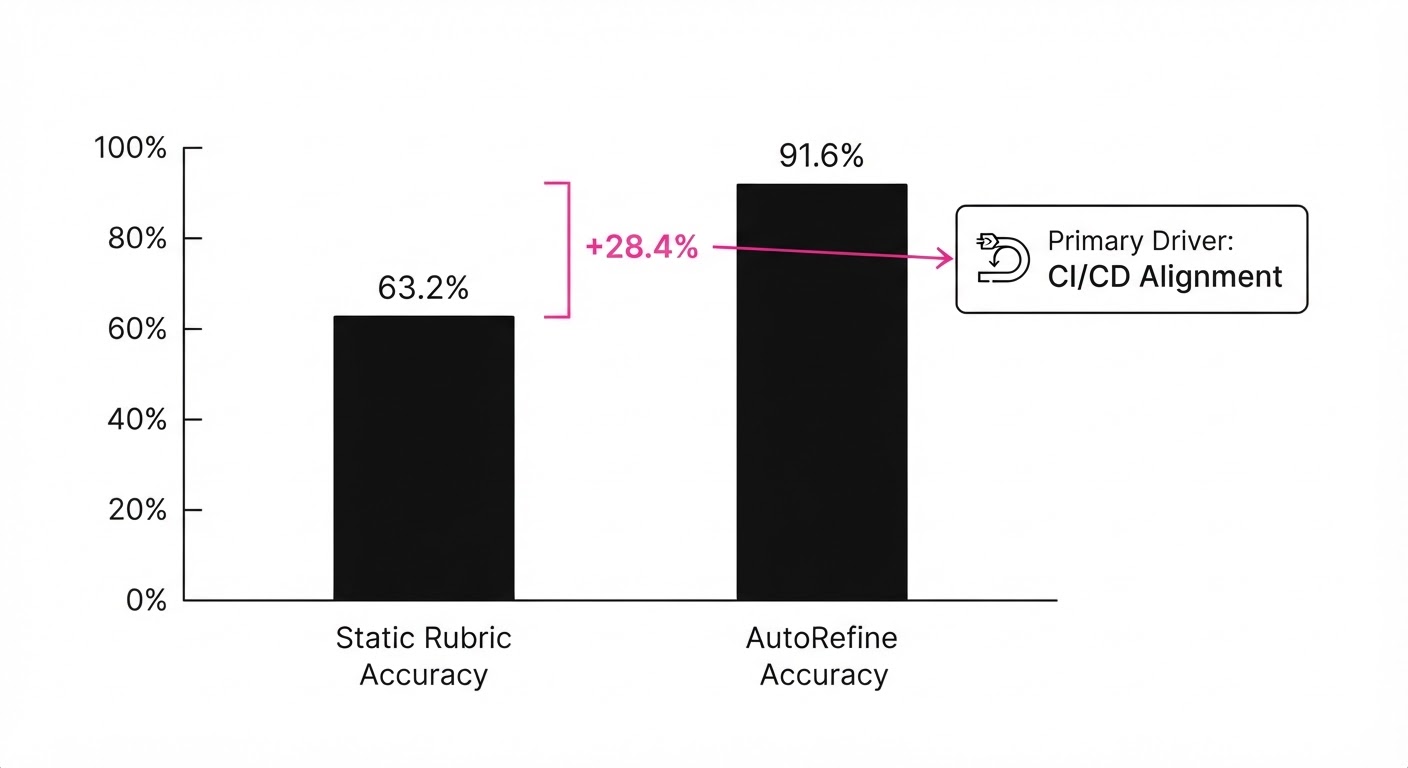 100%
80%
60%
40%
20%
0%
63.2%
+28.4%
91.6%
Primary Driver:
CI/CD Alignment
Static Rubric
Accuracy
AutoRefine
Accuracy